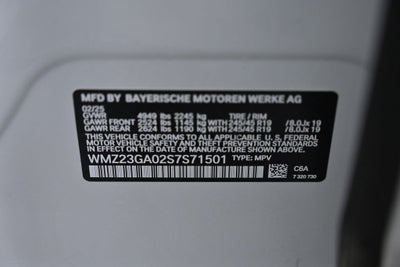 MFD BY BAYERISCHE MOTOREN WERKE AG
02/25
GVWR 4949 lbs 2245 kg TIRE / RIM
GAWR FRONT 2524 lbs 1145 kg WITH 245/45 R19 / 8.0Jx 19
GAWR REAR 2624 lbs 1190 kg WITH 245/45 R19 / 8.0Jx 19
THIS VEHICLE CONFORMS TO ALL APPLICABLE U.S. FEDERAL
MOTOR VEHICLE SAFETY AND THEFT PREVENTION STANDARDS
IN EFFECT ON THE DATE OF MANUFACTURE SHOWN ABOVE.
WMZ23GA02S7S71501 TYPE: MPV
C6A
7 320 730